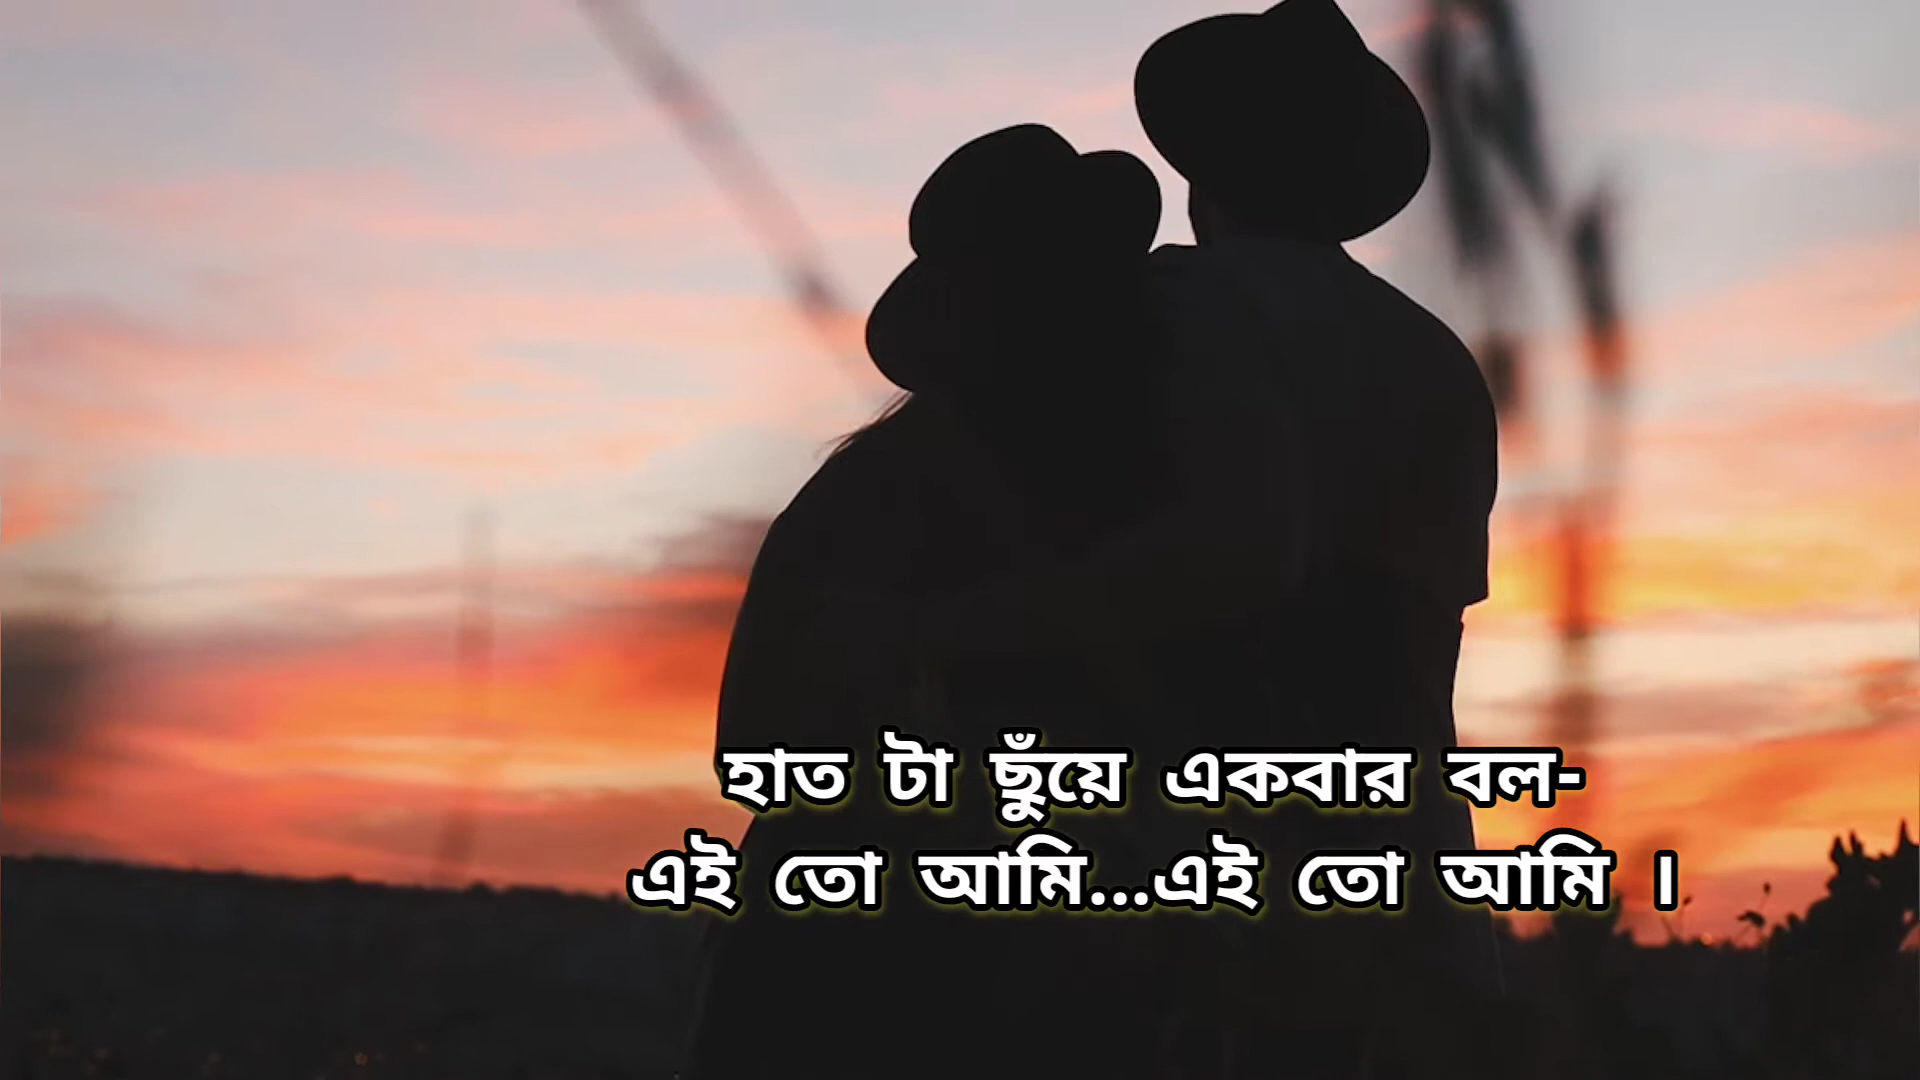 হাত টা ছুঁয়ে একবার বল-
এই তো আমি...এই তো আমি ।